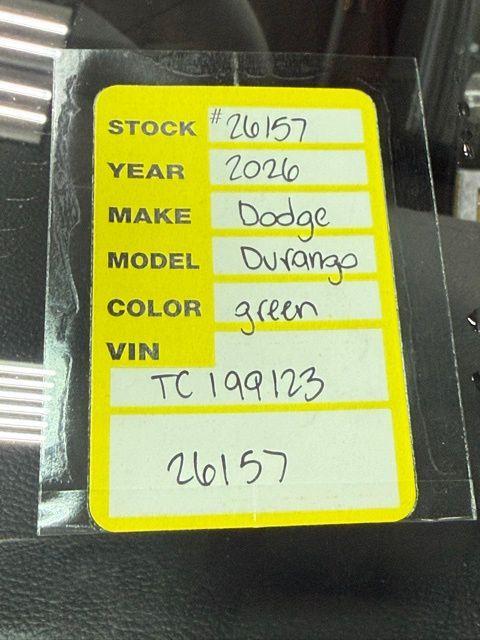 STOCK #26157
YEAR 2026
MAKE Dodge
MODEL Durango
COLOR green
VIN
TC199123
26157